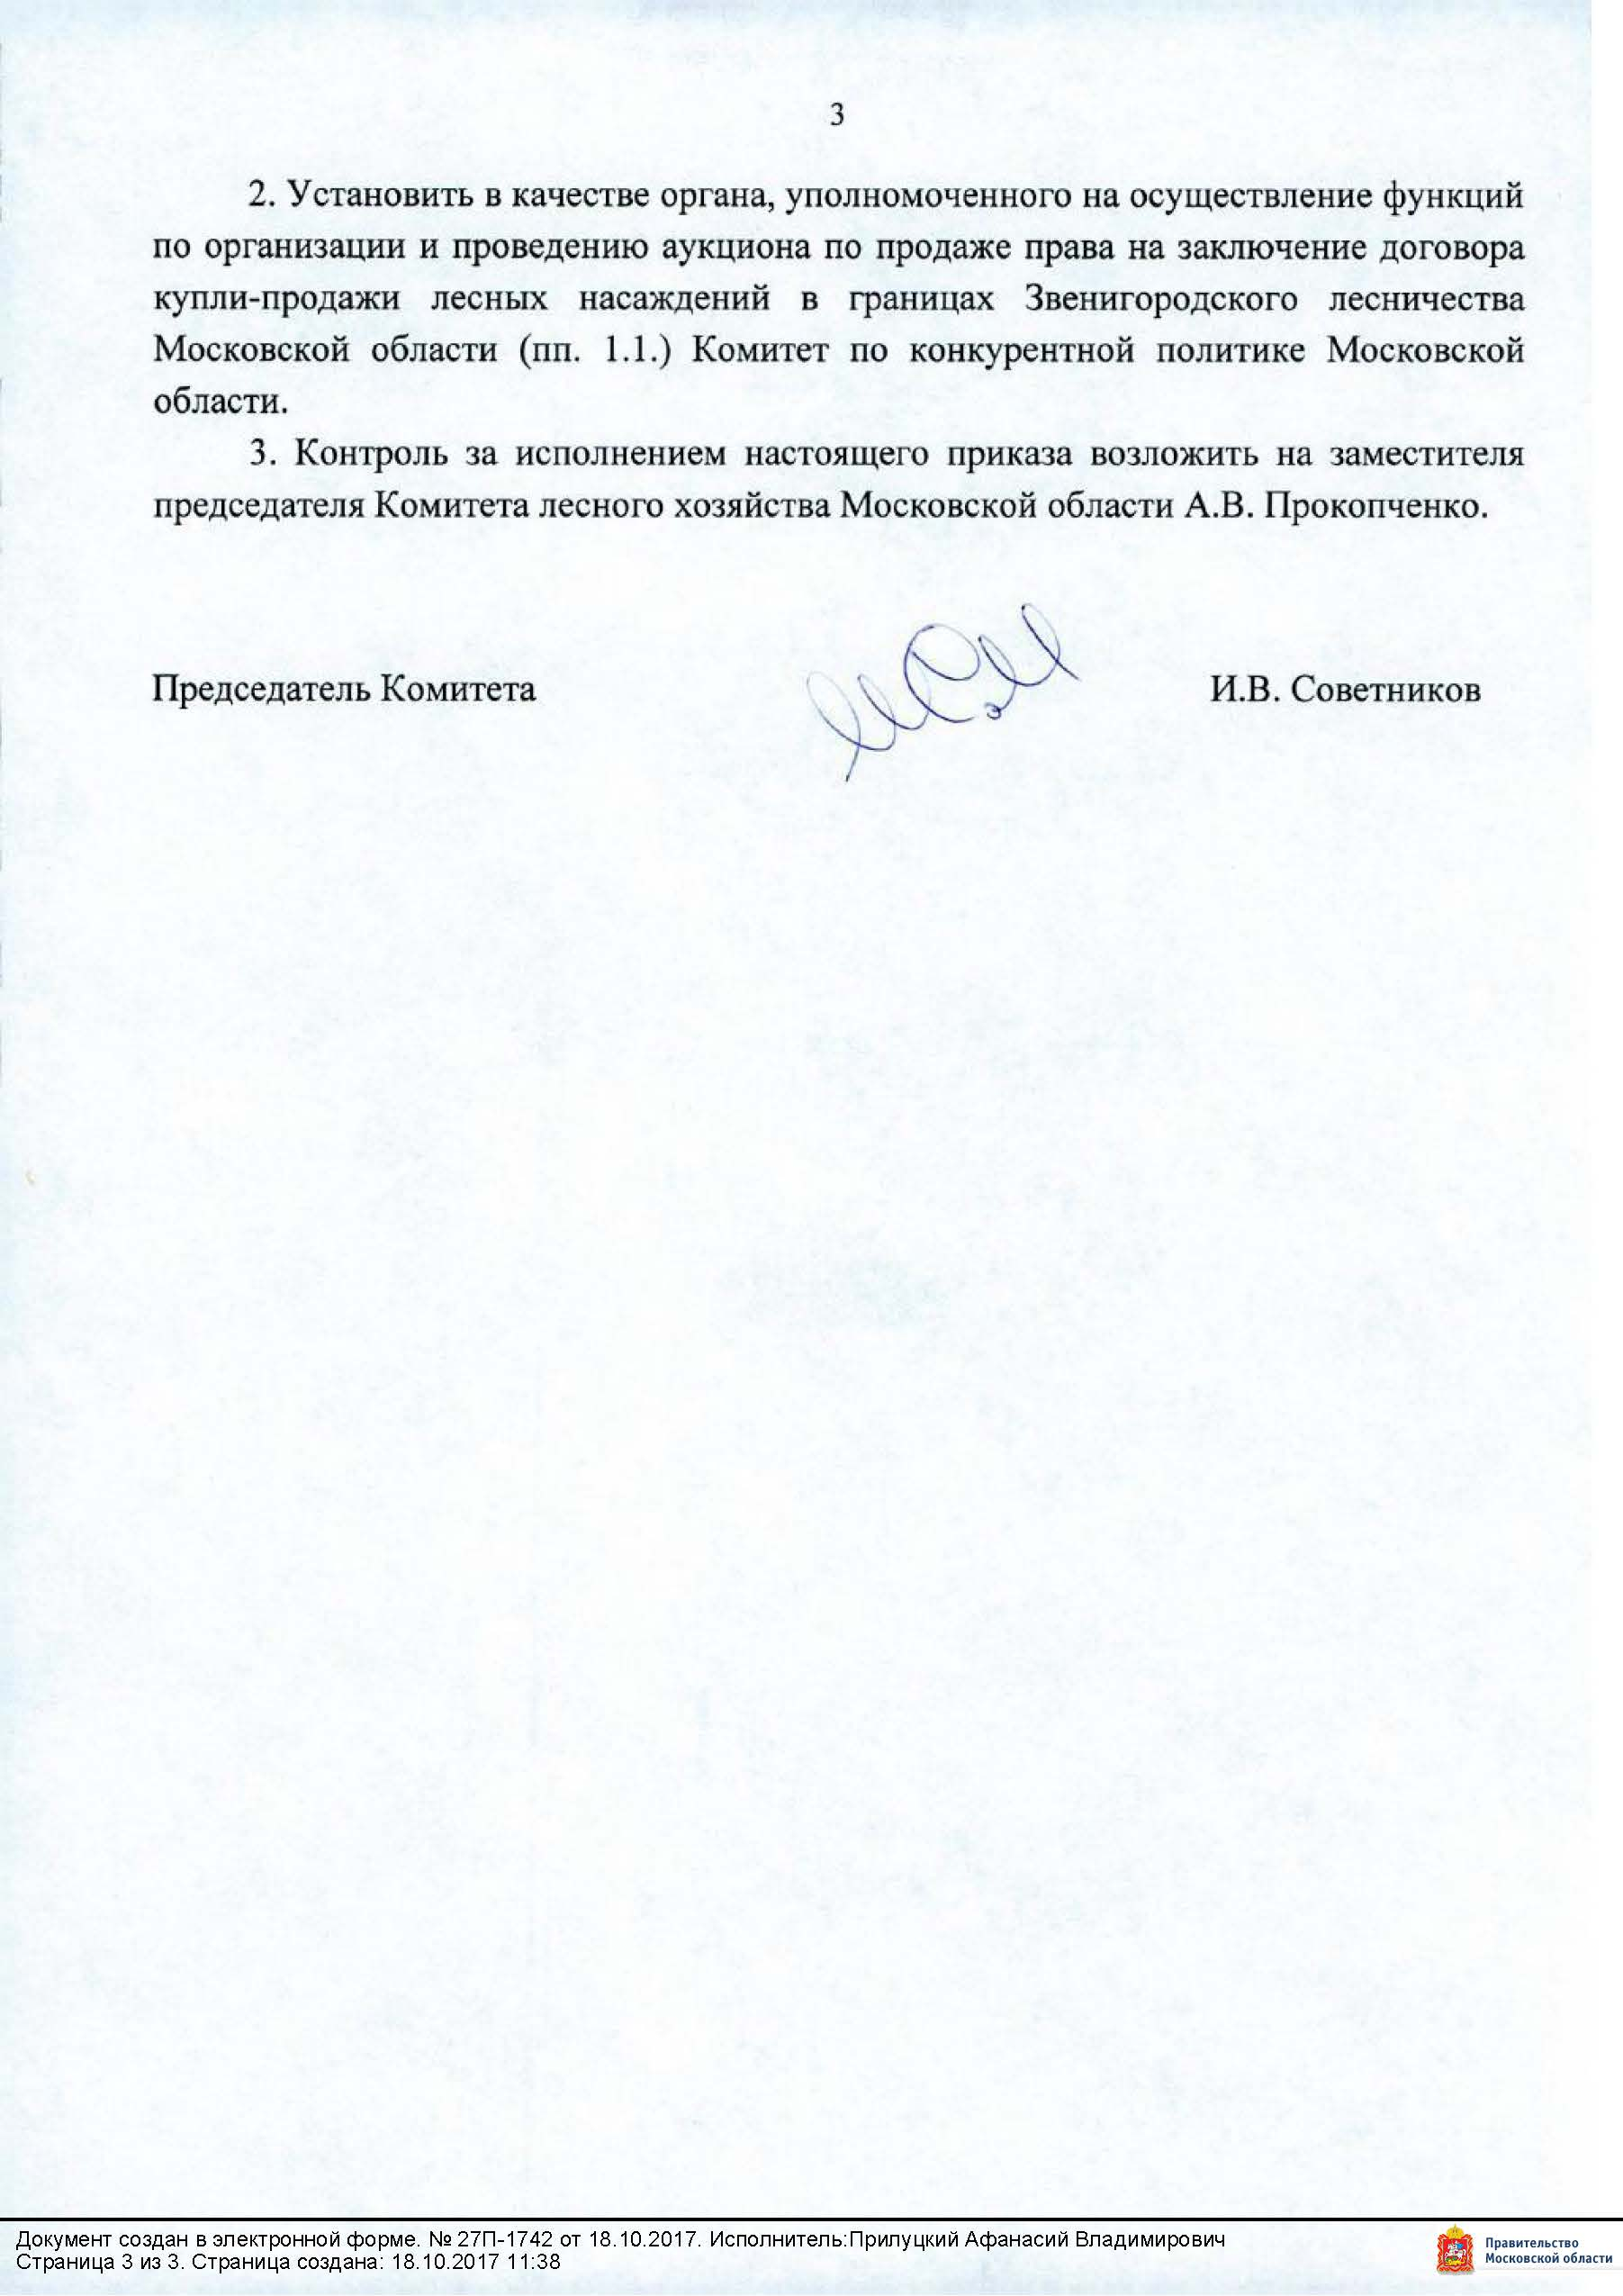 3
2. Установить в качестве органа, уполномоченного на осуществление функций
по организации и проведению аукциона по продаже права на заключение договора
купли-продажи лесных насаждений в границах Звенигородского лесничества
Московской области (пп. 1.1.) Комитет по конкурентной политике Московской
области.
3. Контроль за исполнением настоящего приказа возложить на заместителя
председателя Комитета лесного хозяйства Московской области А.В. Прокопченко.
Председатель Комитета И.В. Советников
Документ создан в электронной форме. № 27П-1742 от 18.10.2017. Исполнитель:Прилуцкий Афанасий Владимирович
Страница 3 из 3. Страница создана: 18.10.2017 11:38
Правительство
Московской области